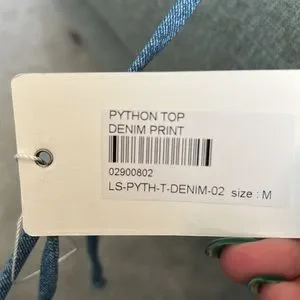 PYTHON TOP
DENIM PRINT
02900802
LS-PYTH-T-DENIM-02 size : M